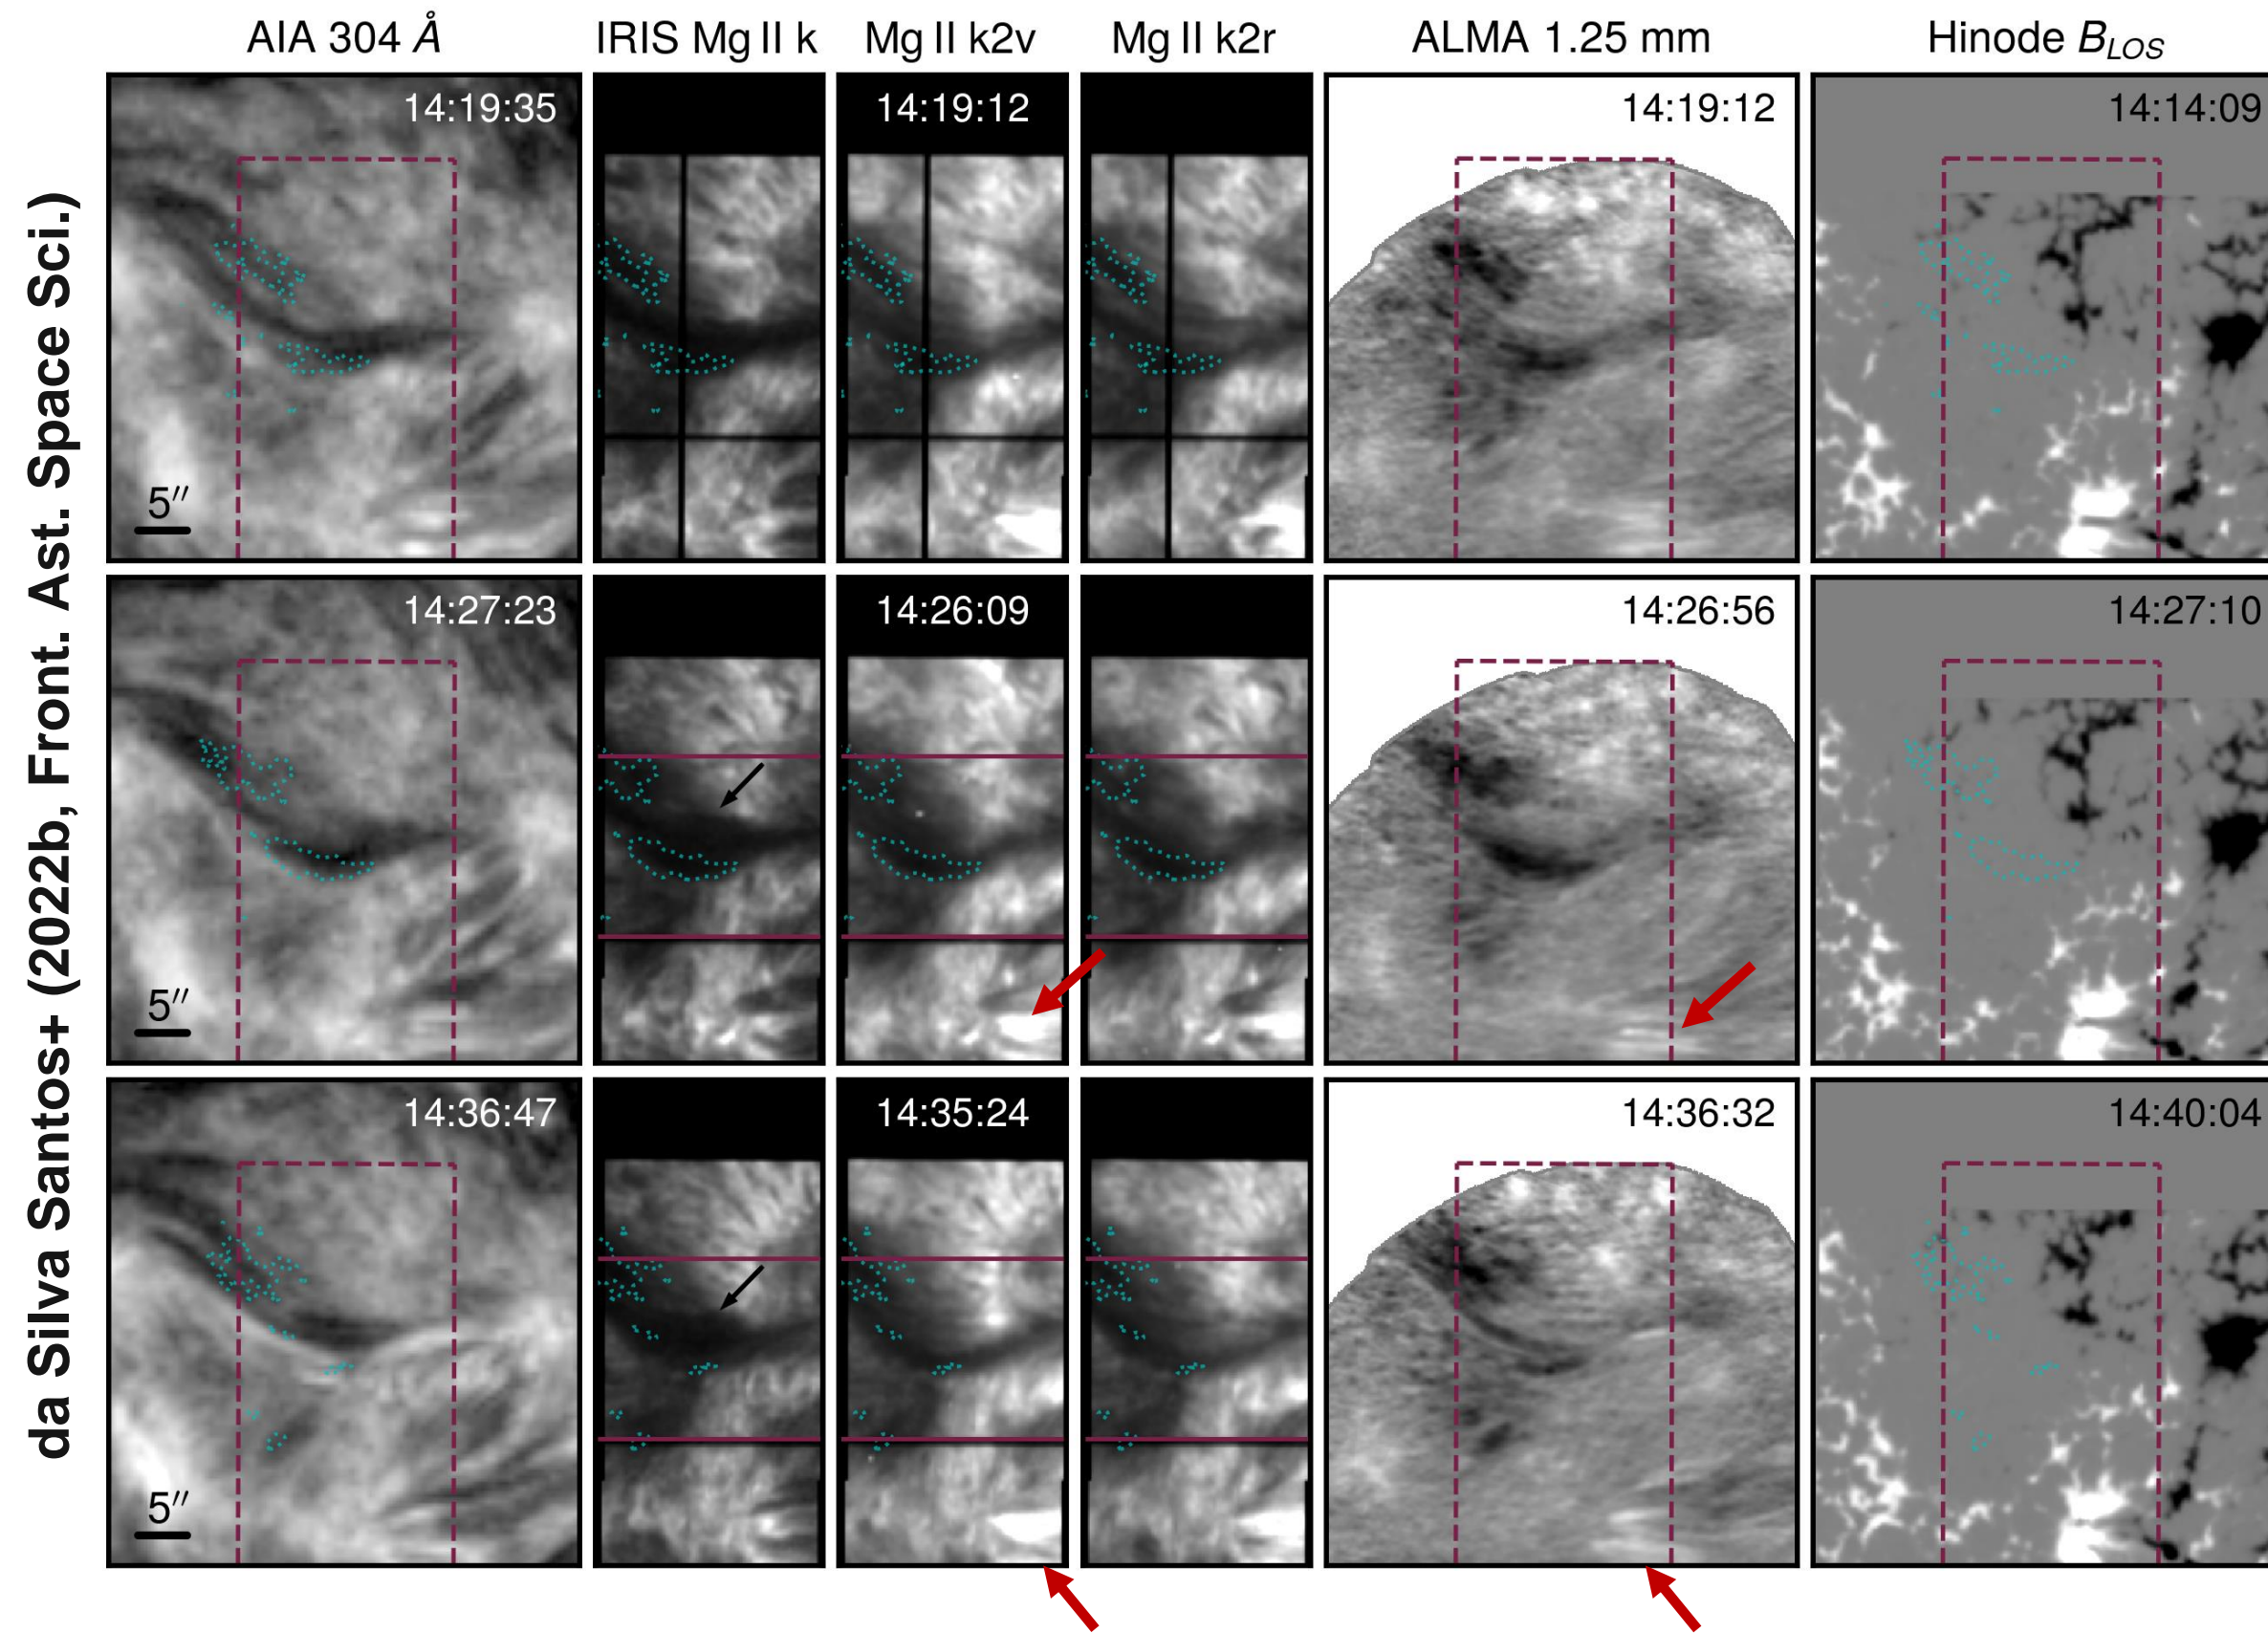 da Silva Santos+ (2022b, Front. Ast. Space Sci.)
AIA 304 Å
IRIS Mg II k
Mg II k2v
Mg II k2r
ALMA 1.25 mm
Hinode B_LOS
14:19:35
14:19:12
14:19:12
14:14:09
5″
14:27:23
14:26:09
14:26:56
14:27:10
5″
14:36:47
14:35:24
14:36:32
14:40:04
5″